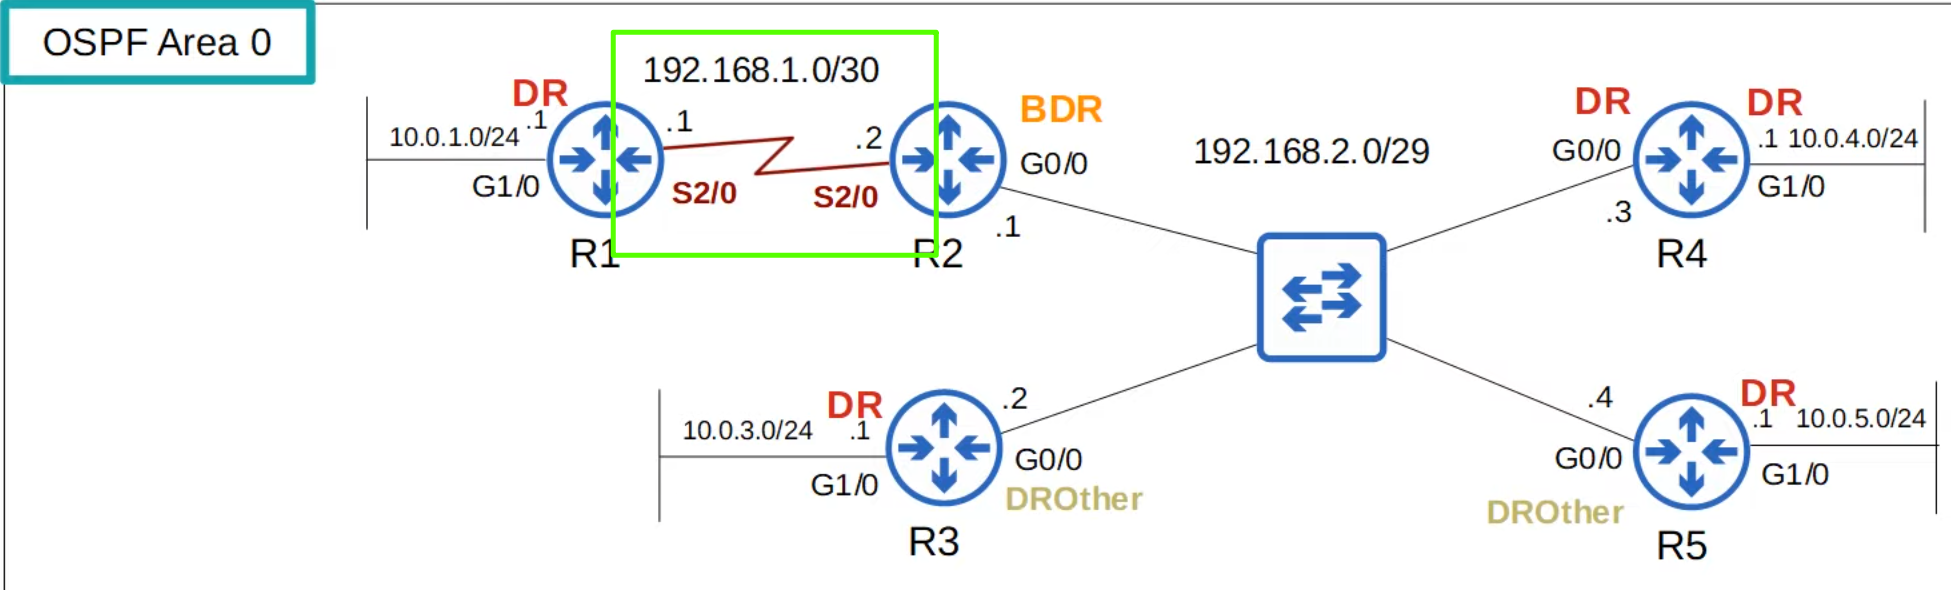 OSPF Area 0
192.168.1.0/30
DR
BDR
DR
DR
10.0.1.0/24
.1
.1
.2
G0/0
192.168.2.0/29
G0/0
.1
10.0.4.0/24
G1/0
S2/0
S2/0
.1
.3
G1/0
R1
R2
R4
DR
.2
.4
DR
10.0.3.0/24
.1
.1
10.0.5.0/24
G1/0
G0/0
G0/0
G1/0
DROther
DROther
R3
R5